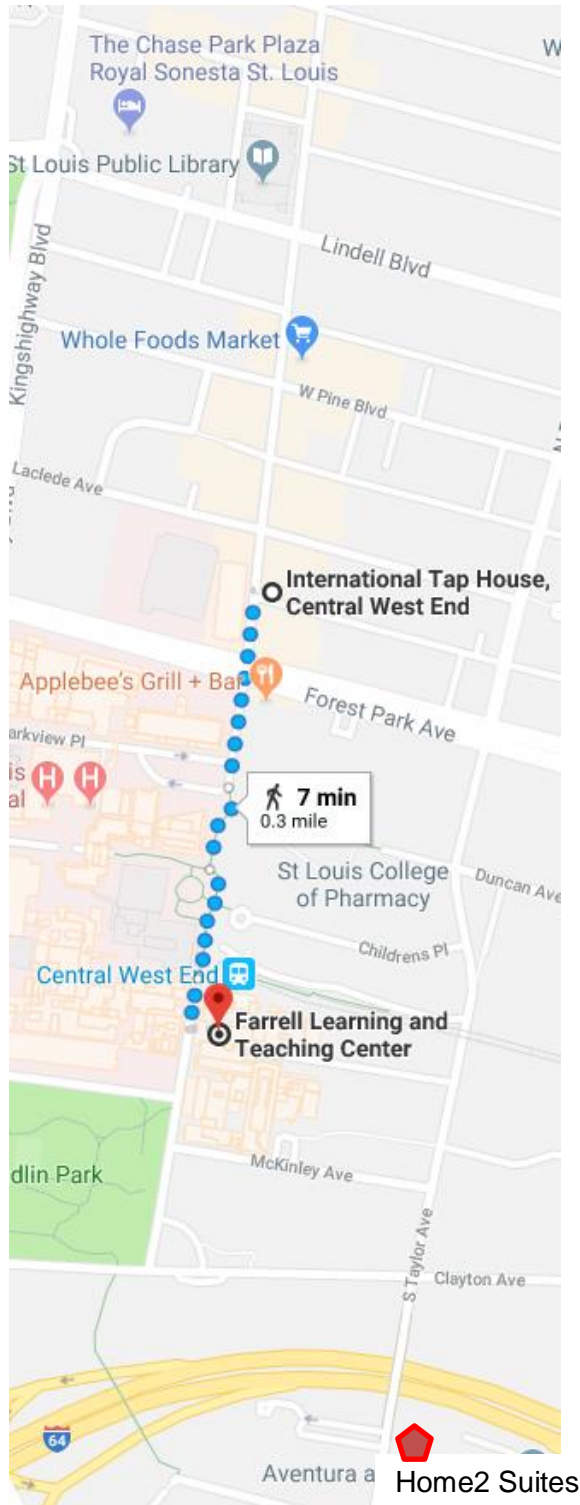 The Chase Park Plaza
Royal Sonesta St. Louis
W
St Louis Public Library
Lindell Blvd
Kingshighway Blvd
Whole Foods Market
W Pine Blvd
Laclede Ave
International Tap House,
Central West End
Applebee's Grill + Bar
Forest Park Ave
arkview Pl
is
al
H
H
7 min
0.3 mile
St Louis College
of Pharmacy
Duncan Ave
Childrens Pl
Central West End
Farrell Learning and
Teaching Center
McKinley Ave
dlin Park
S Taylor Ave
Clayton Ave
64
Aventura a
Home2 Suites